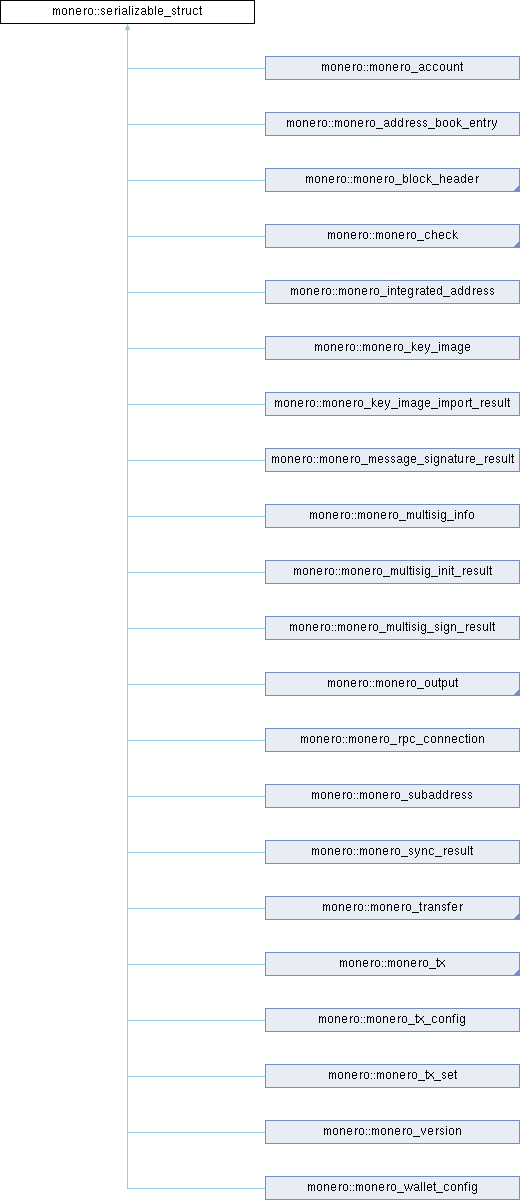 monero::serializable_struct
monero::monero_account
monero::monero_address_book_entry
monero::monero_block_header
monero::monero_check
monero::monero_integrated_address
monero::monero_key_image
monero::monero_key_image_import_result
monero::monero_message_signature_result
monero::monero_multisig_info
monero::monero_multisig_init_result
monero::monero_multisig_sign_result
monero::monero_output
monero::monero_rpc_connection
monero::monero_subaddress
monero::monero_sync_result
monero::monero_transfer
monero::monero_tx
monero::monero_tx_config
monero::monero_tx_set
monero::monero_version
monero::monero_wallet_config